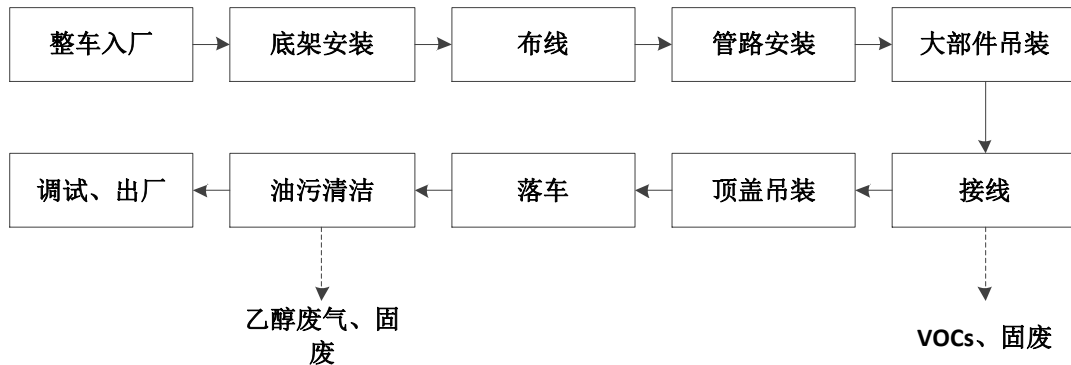 整车入厂
底架安装
布线
管路安装
大部件吊装
调试、出厂
油污清洁
落车
顶盖吊装
接线
乙醇废气、固
废
VOCs、固废